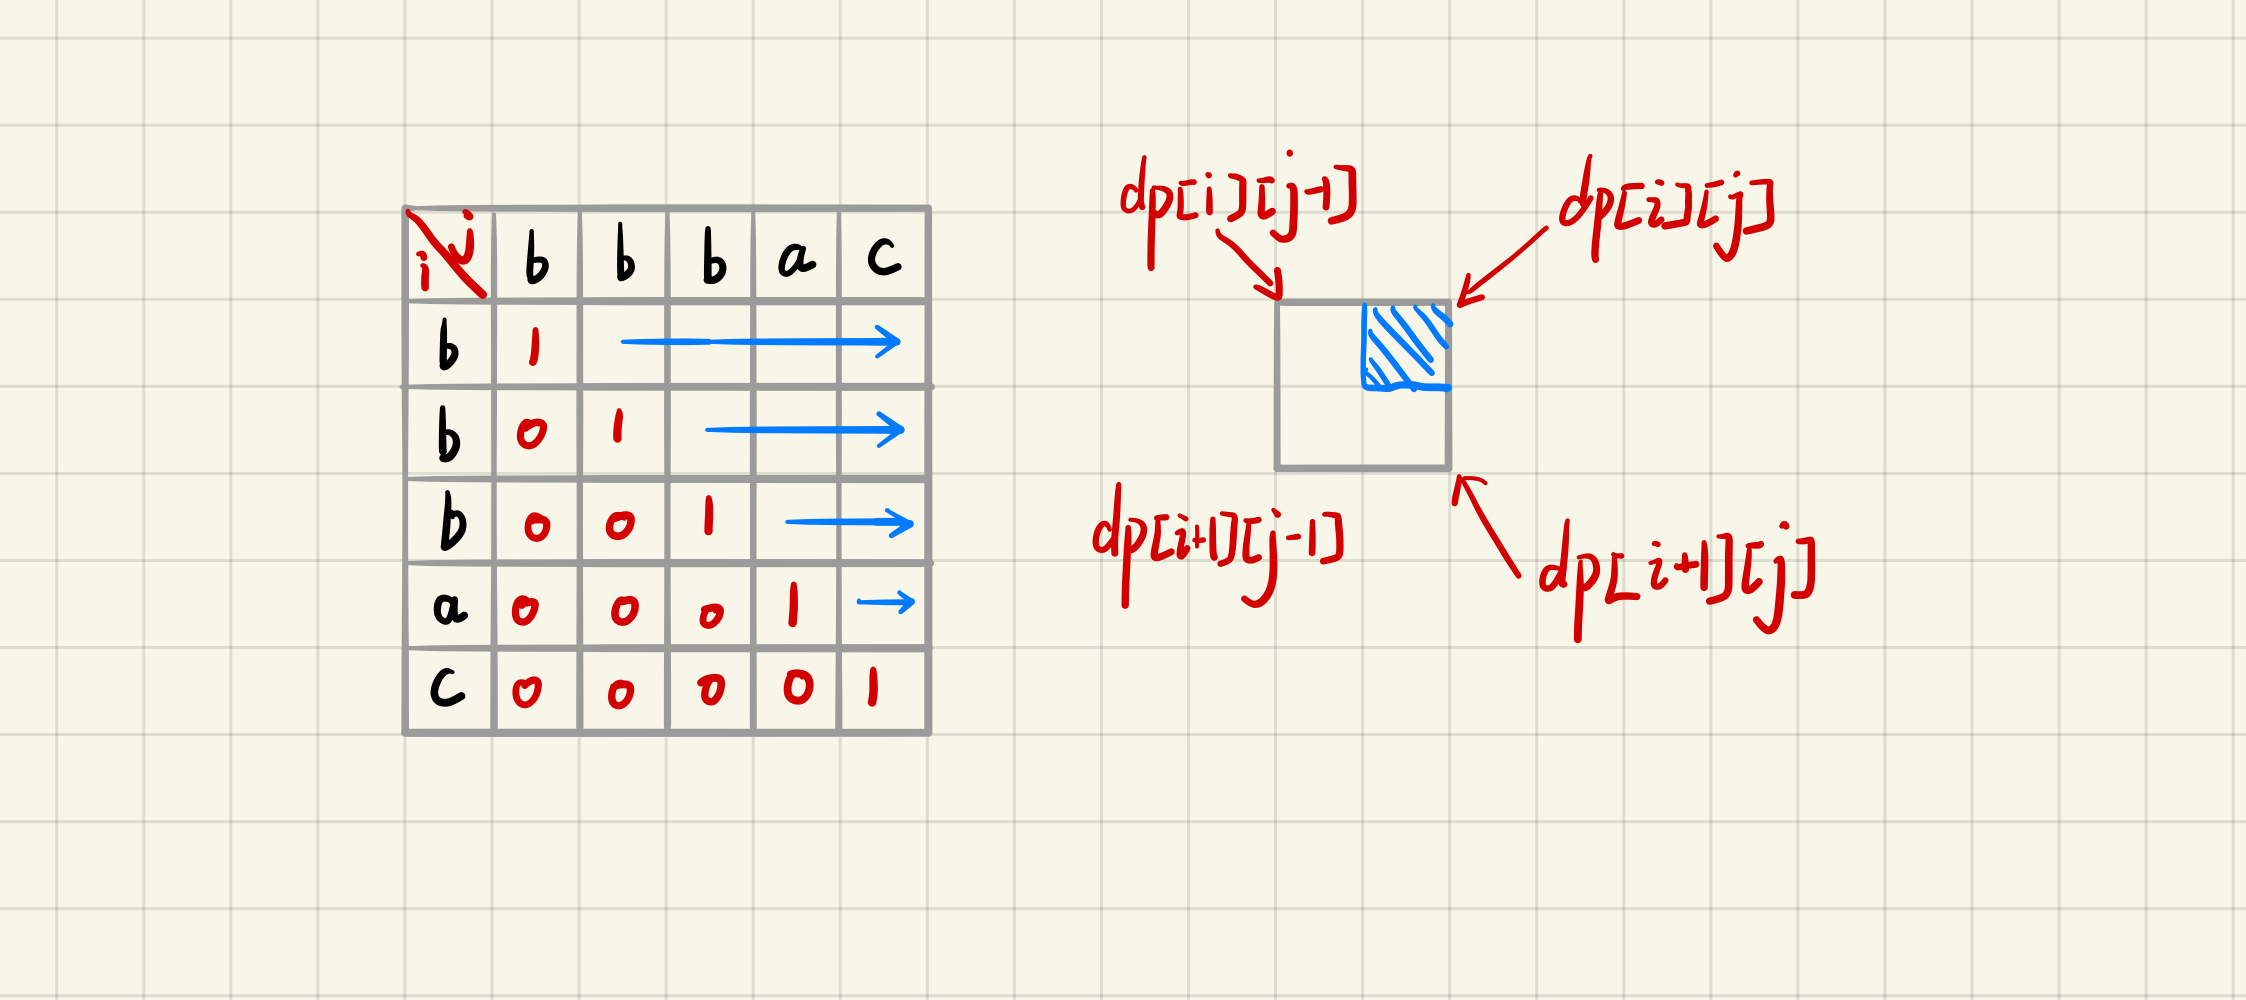 i j b b b a c
b 1
b 0 1
b 0 0 1
a 0 0 0 1
c 0 0 0 0 1
dp[i][j-1]
dp[i][j]
dp[i+1][j-1]
dp[i+1][j]